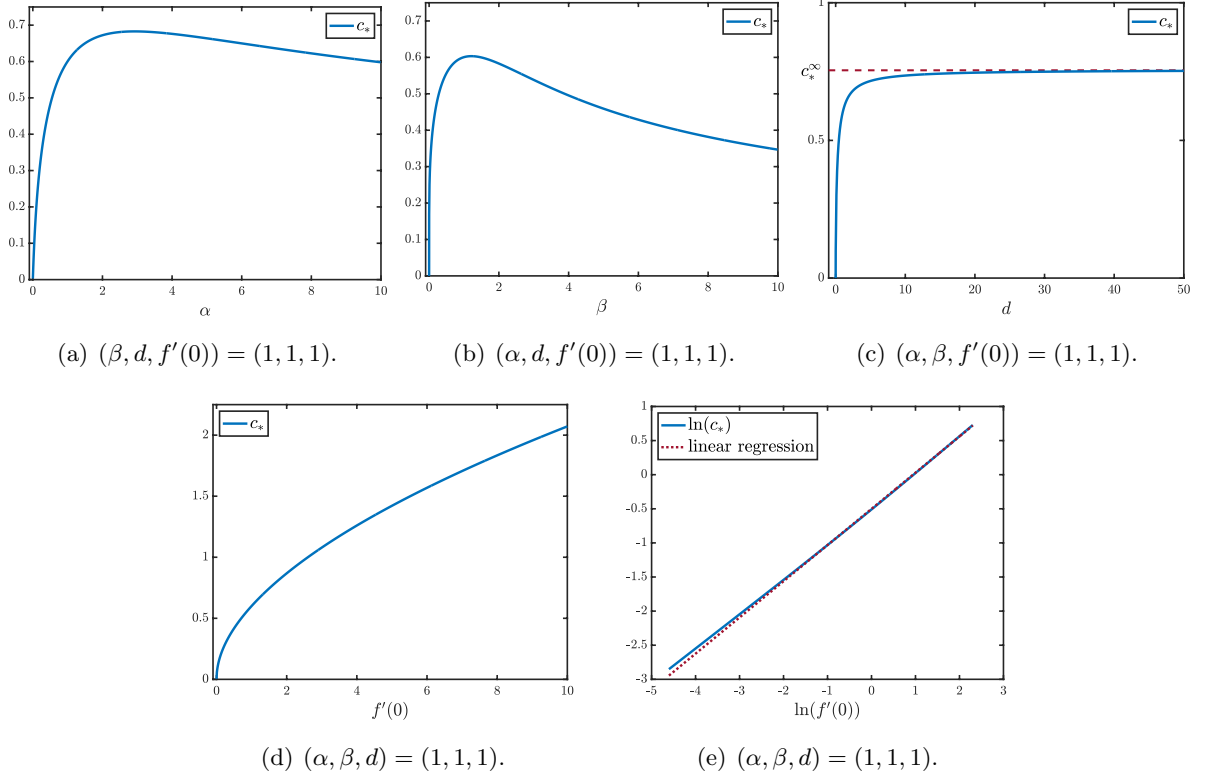 0.7
0.6
0.5
0.4
0.3
0.2
0.1
0
0 2 4 6 8 10
α
c*
(a) (β, d, f′(0)) = (1, 1, 1).
0.7
0.6
0.5
0.4
0.3
0.2
0.1
0
0 2 4 6 8 10
β
c*
(b) (α, d, f′(0)) = (1, 1, 1).
1
c*∞
0.5
0
0 10 20 30 40 50
d
c*
(c) (α, β, f′(0)) = (1, 1, 1).
2
1.5
1
0.5
0
0 2 4 6 8 10
f′(0)
c*
(d) (α, β, d) = (1, 1, 1).
1
0.5
0
-0.5
-1
-1.5
-2
-2.5
-3
-5 -4 -3 -2 -1 0 1 2 3
ln(f′(0))
ln(c*)
linear regression
(e) (α, β, d) = (1, 1, 1).